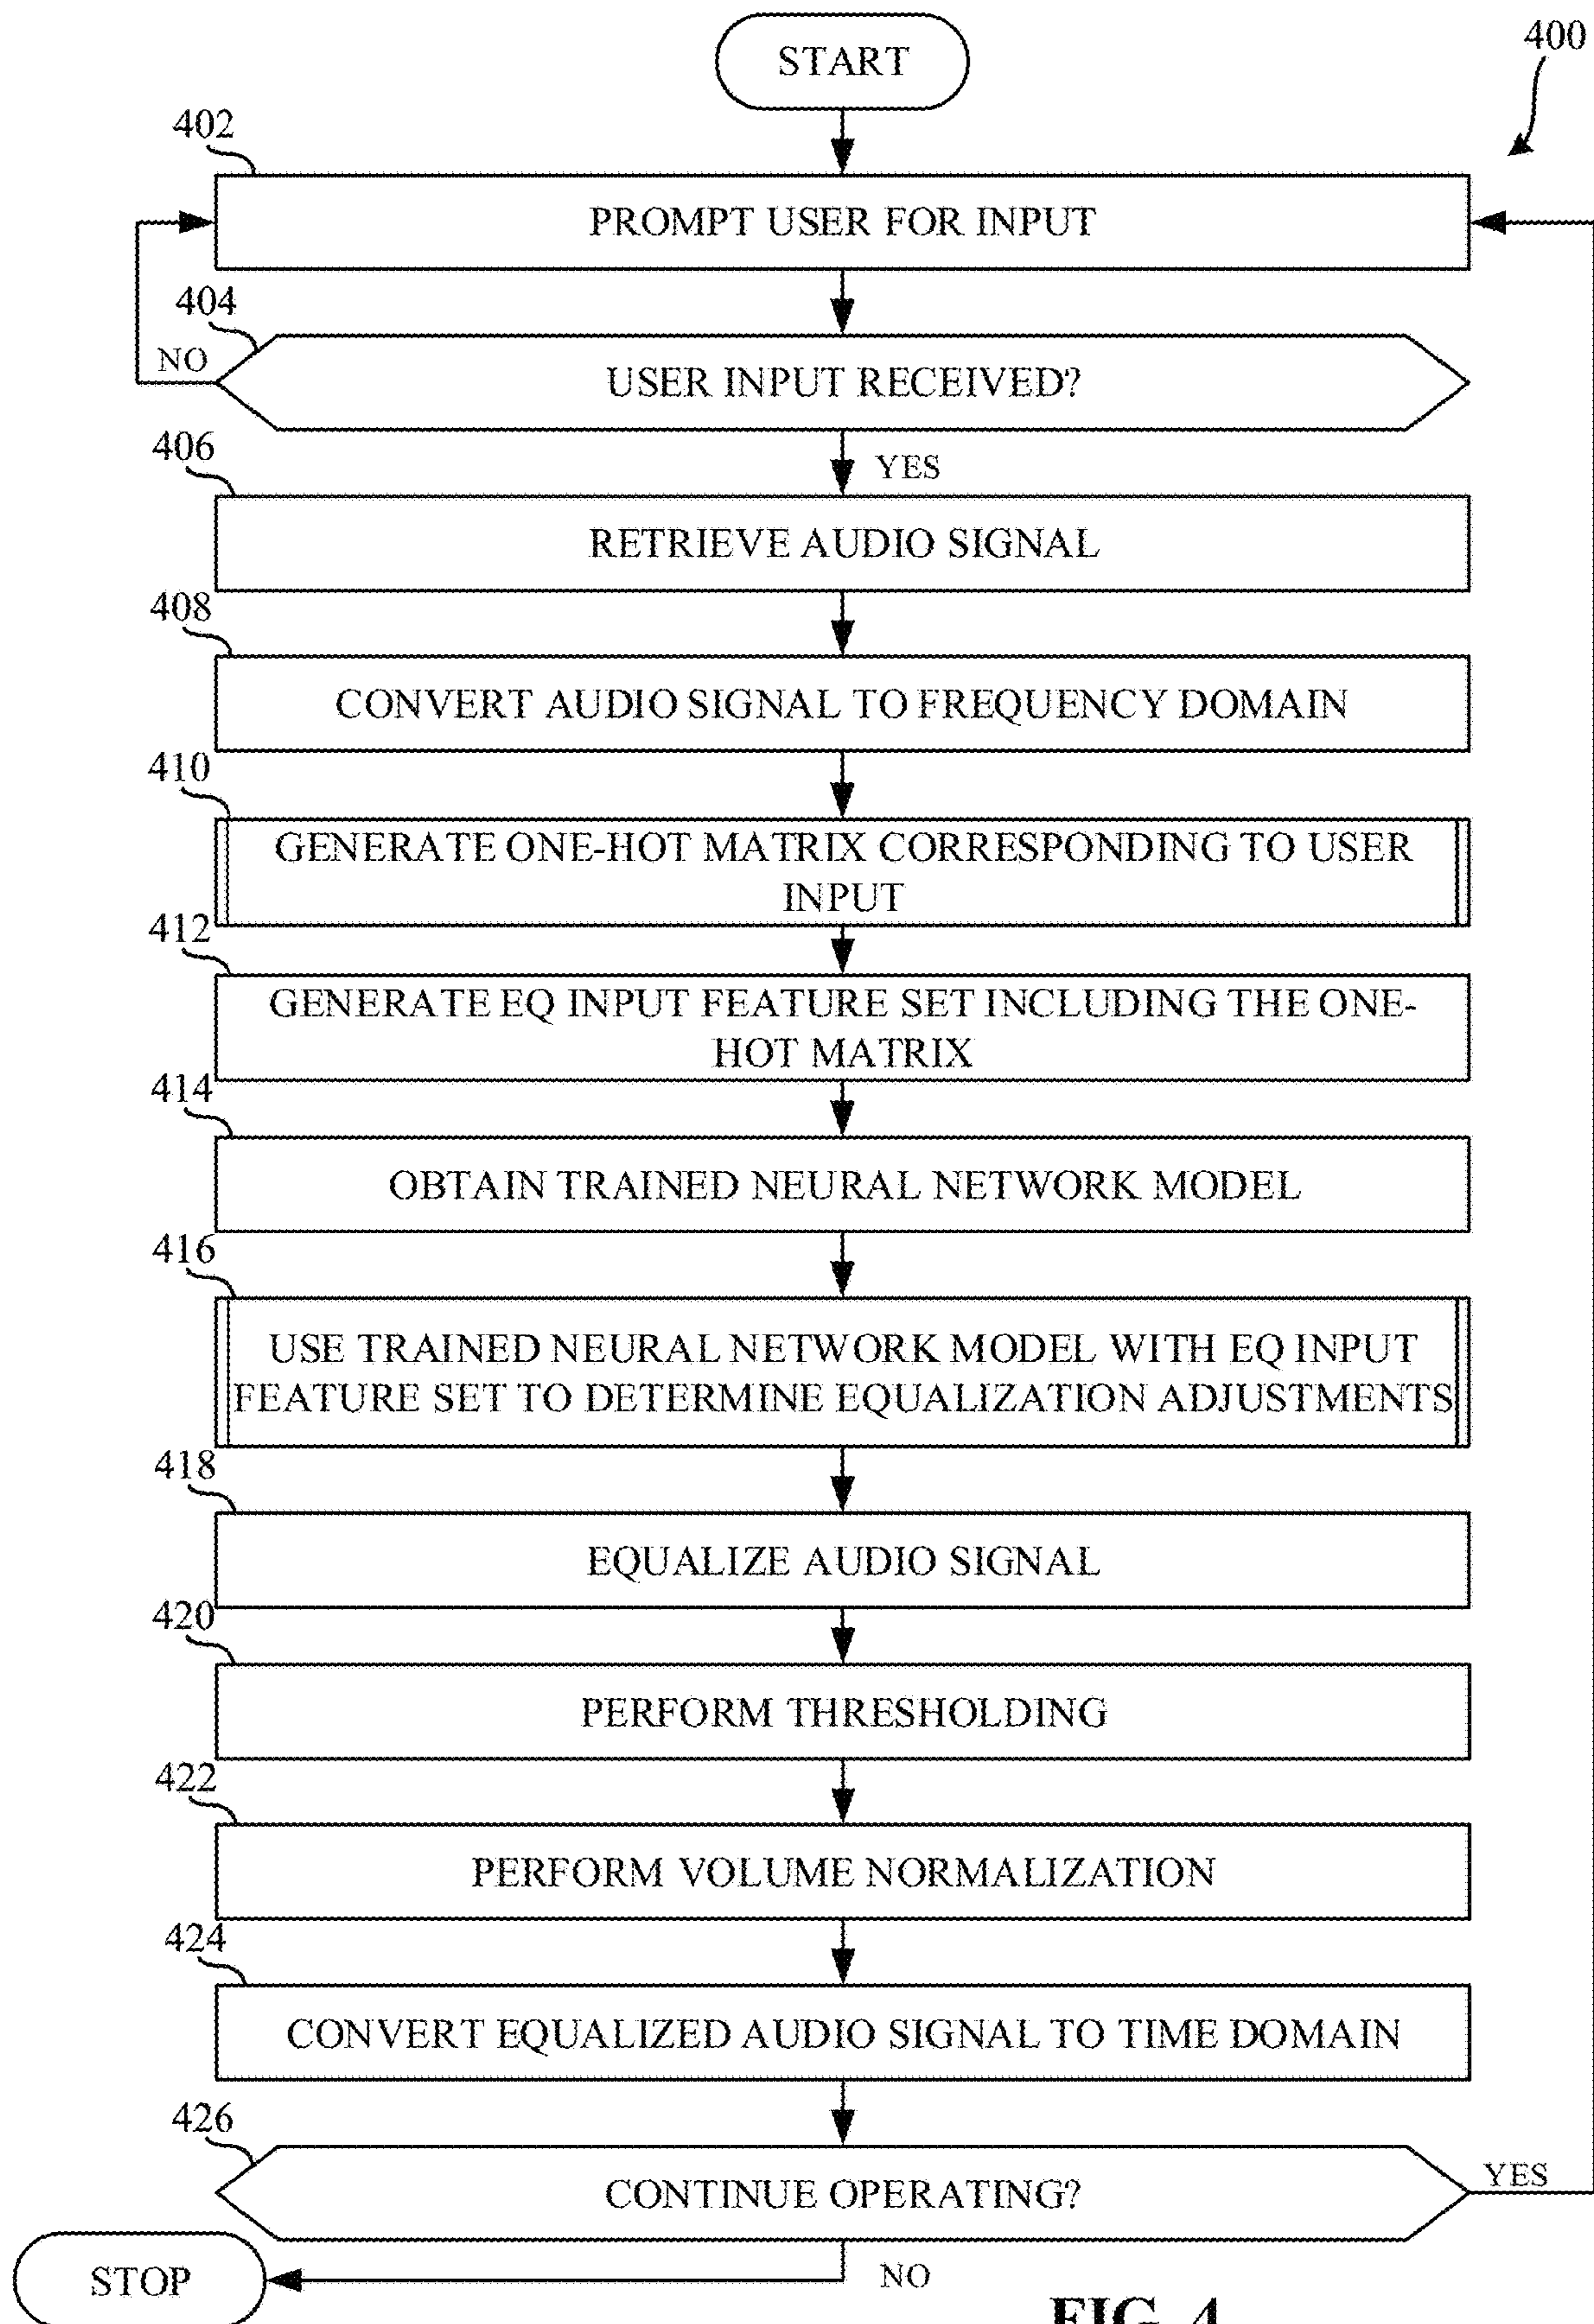 START
400
402
PROMPT USER FOR INPUT
404
NO
USER INPUT RECEIVED?
406
YES
RETRIEVE AUDIO SIGNAL
408
CONVERT AUDIO SIGNAL TO FREQUENCY DOMAIN
410
GENERATE ONE-HOT MATRIX CORRESPONDING TO USER
INPUT
412
GENERATE EQ INPUT FEATURE SET INCLUDING THE ONE-
HOT MATRIX
414
OBTAIN TRAINED NEURAL NETWORK MODEL
416
USE TRAINED NEURAL NETWORK MODEL WITH EQ INPUT
FEATURE SET TO DETERMINE EQUALIZATION ADJUSTMENTS
418
EQUALIZE AUDIO SIGNAL
420
PERFORM THRESHOLDING
422
PERFORM VOLUME NORMALIZATION
424
CONVERT EQUALIZED AUDIO SIGNAL TO TIME DOMAIN
426
CONTINUE OPERATING?
YES
STOP
NO
FIG. 4